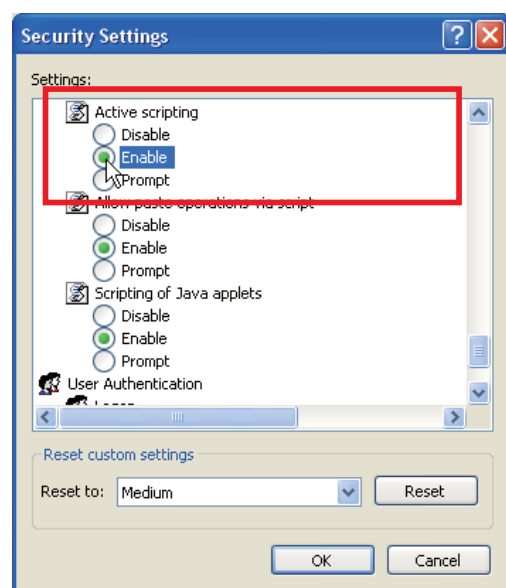 Security Settings
Settings:
Active scripting
Disable
Enable
Prompt
Allow paste operations via script
Disable
Enable
Prompt
Scripting of Java applets
Disable
Enable
Prompt
User Authentication
Logon
Reset custom settings
Reset to: Medium Reset
OK Cancel